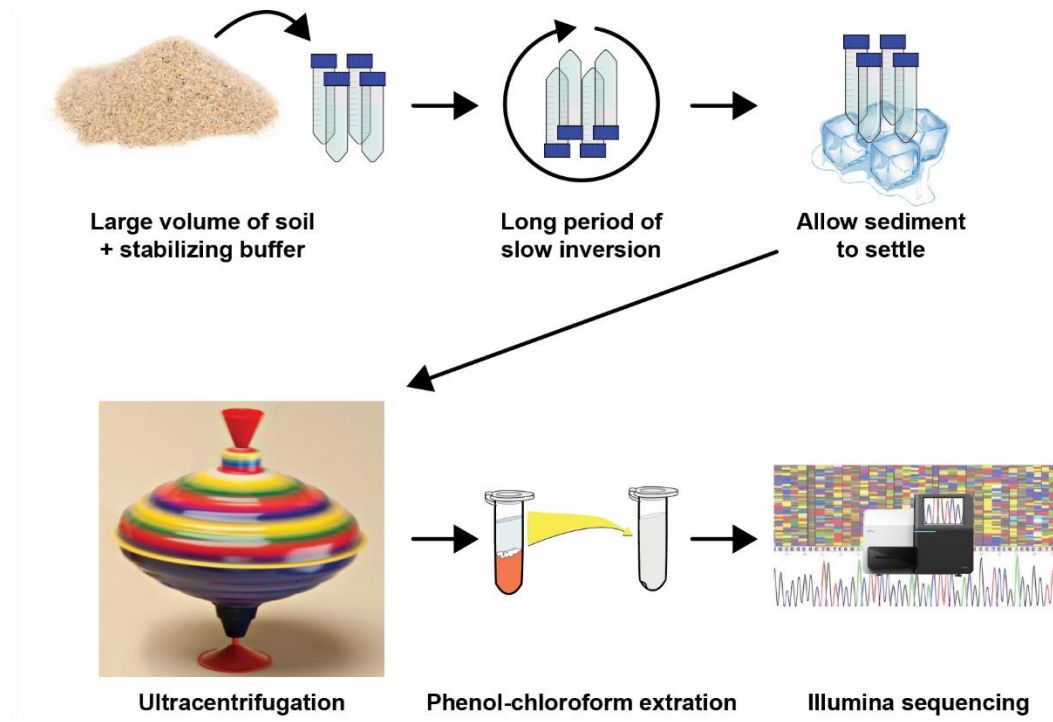 Large volume of soil
+ stabilizing buffer
Long period of
slow inversion
Allow sediment
to settle
Ultracentrifugation
Phenol-chloroform extration
Illumina sequencing